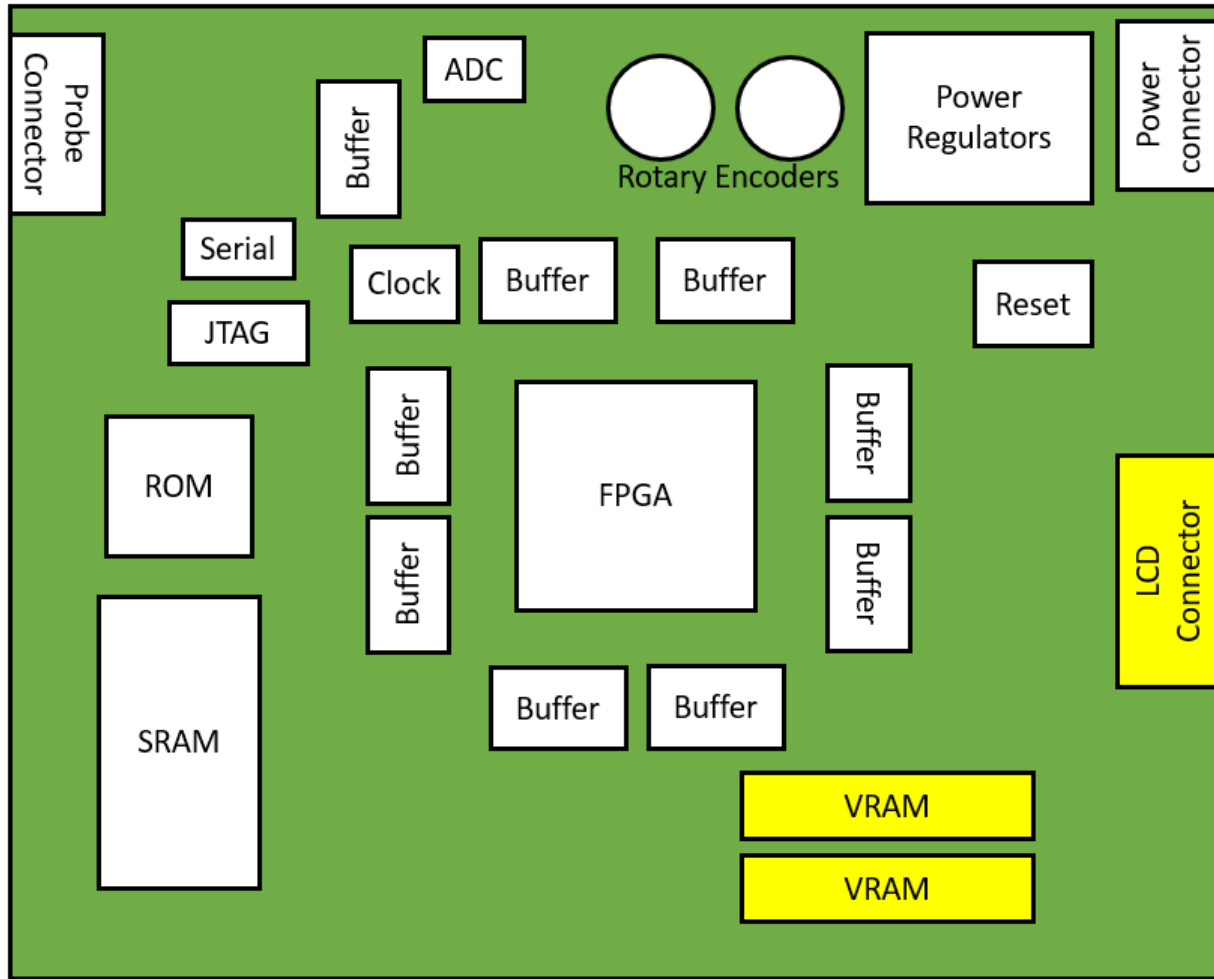 Probe
Connector
Buffer
ADC
Rotary Encoders
Power
Regulators
Power
connector
Serial
Clock
Buffer
Buffer
Reset
JTAG
Buffer
FPGA
Buffer
ROM
LCD
Connector
Buffer
Buffer
SRAM
Buffer
Buffer
VRAM
VRAM